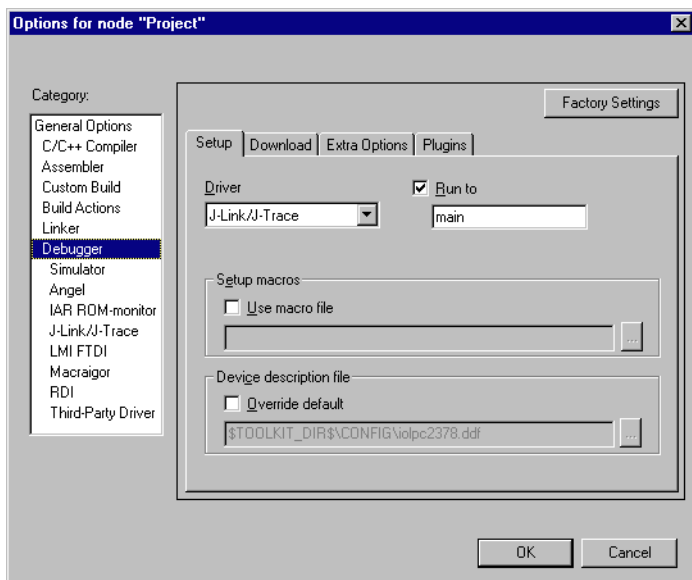 Options for node "Project"
Category:
Factory Settings
General Options
C/C++ Compiler
Assembler
Custom Build
Build Actions
Linker
Debugger
Simulator
Angel
IAR ROM-monitor
J-Link/J-Trace
LMI FTDI
Macraigor
RDI
Third-Party Driver
Setup Download Extra Options Plugins
Driver Run to
J-Link/J-Trace main
Setup macros
Use macro file
...
Device description file
Override default
$TOOLKIT_DIR$\CONFIG\iolpc2378.ddf ...
OK Cancel